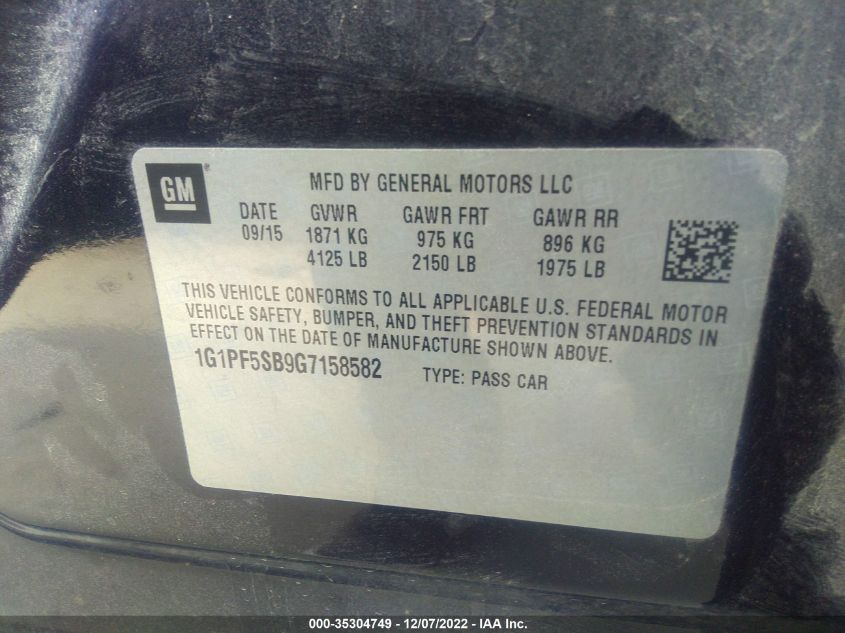 GM®
MFD BY GENERAL MOTORS LLC
DATE GVWR GAWR FRT GAWR RR
09/15 1871 KG 975 KG 896 KG
4125 LB 2150 LB 1975 LB
THIS VEHICLE CONFORMS TO ALL APPLICABLE U.S. FEDERAL MOTOR
VEHICLE SAFETY, BUMPER, AND THEFT PREVENTION STANDARDS IN
EFFECT ON THE DATE OF MANUFACTURE SHOWN ABOVE.
1G1PF5SB9G7158582 TYPE: PASS CAR
000-35304749 - 12/07/2022 - IAA Inc.